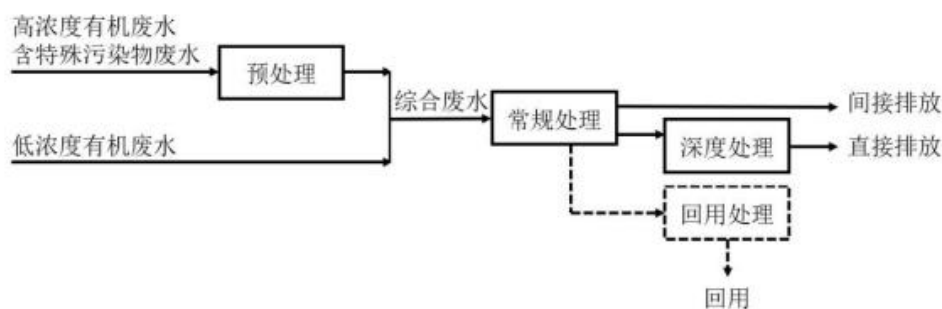 高浓度有机废水
含特殊污染物废水
预处理
综合废水
常规处理
间接排放
低浓度有机废水
深度处理
直接排放
回用处理
回用